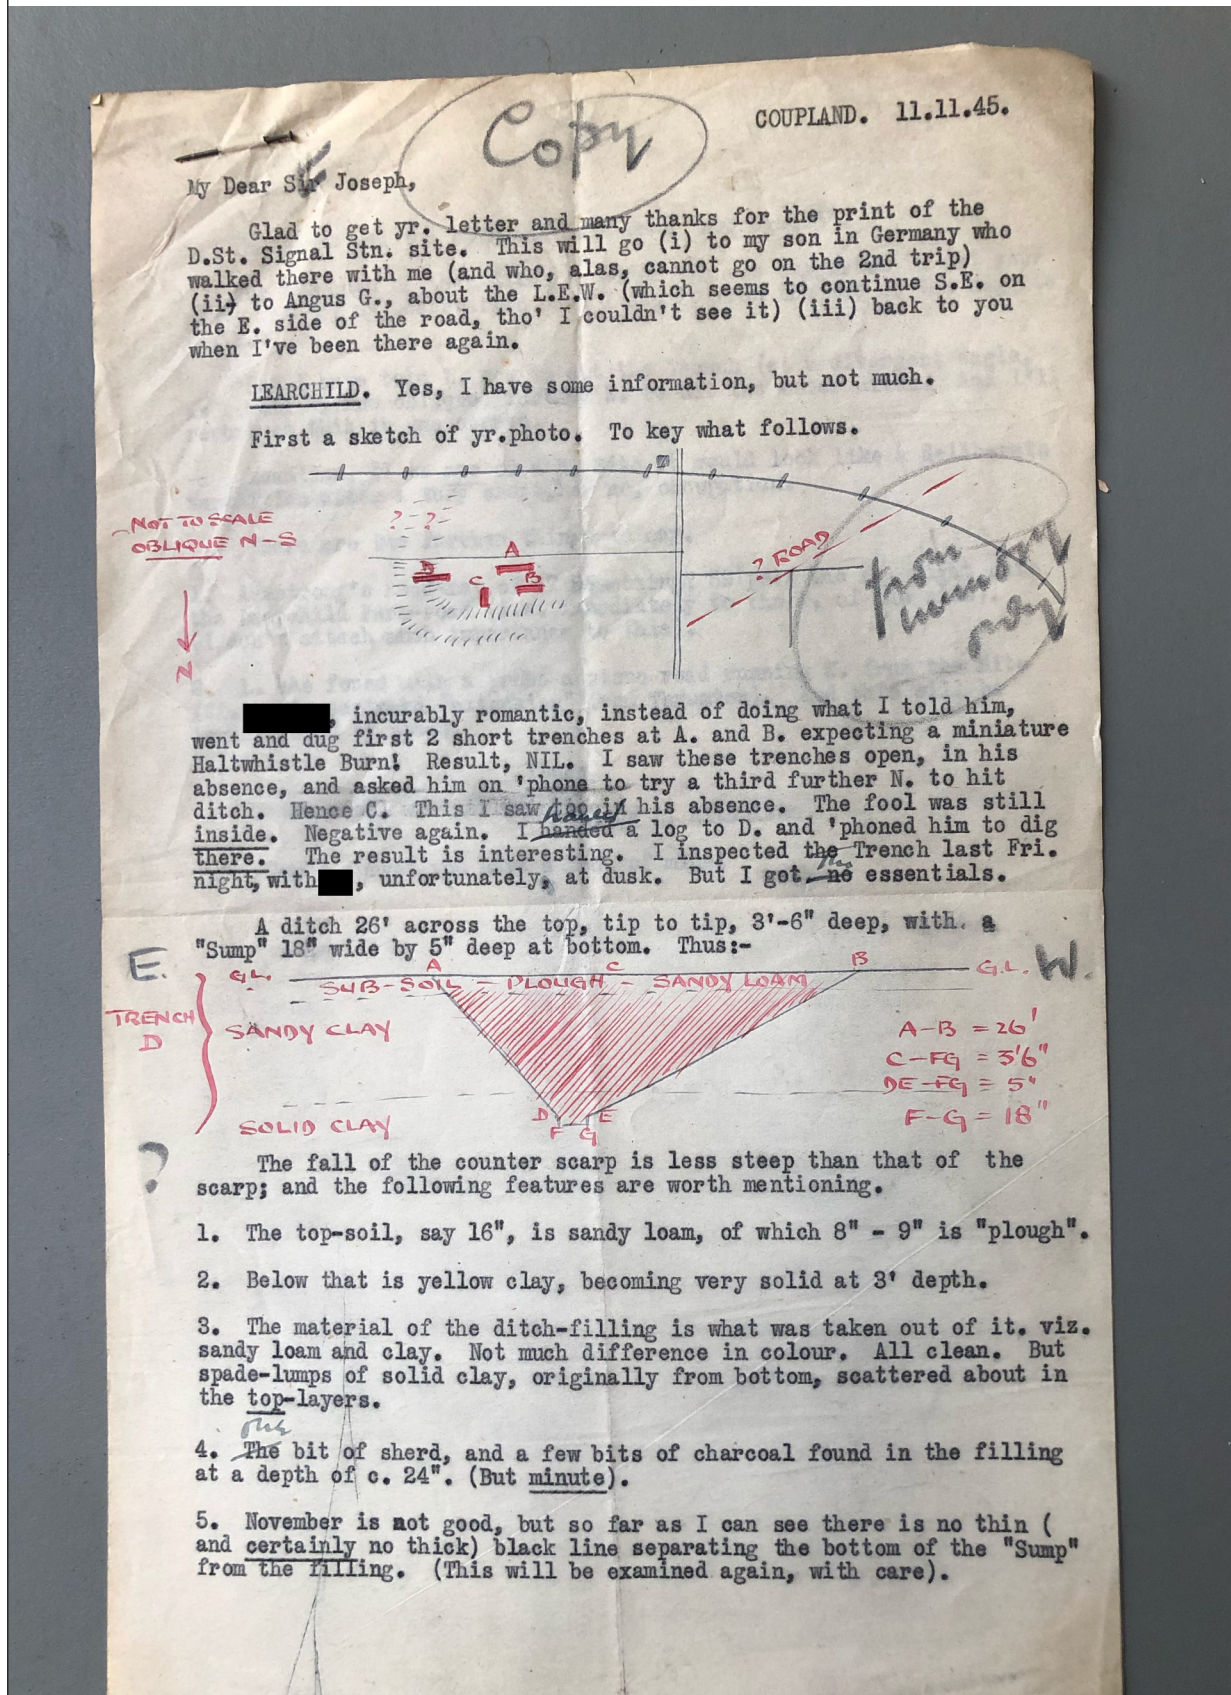 Copy
COUPLAND. 11.11.45.
My Dear Sir Joseph,
Glad to get yr. letter and many thanks for the print of the
D.St. Signal Stn. site. This will go (i) to my son in Germany who
walked there with me (and who, alas, cannot go on the 2nd trip)
(ii) to Angus G., about the L.E.W. (which seems to continue S.E. on
the E. side of the road, tho' I couldn't see it) (iii) back to you
when I've been there again.
LEARCHILD. Yes, I have some information, but not much.
First a sketch of yr.photo. To key what follows.
NOT TO SCALE
OBLIQUE N-S
? ?
A
D
C
B
? ROAD
N
from
memory
only
, incurably romantic, instead of doing what I told him,
went and dug first 2 short trenches at A. and B. expecting a miniature
Haltwhistle Burn! Result, NIL. I saw these trenches open, in his
absence, and asked him on 'phone to try a third further N. to hit
ditch. Hence C. This I saw too in his absence. The fool was still
inside. Negative again. I handed a log to D. and 'phoned him to dig
there. The result is interesting. I inspected the Trench last Fri.
night, with , unfortunately, at dusk. But I got no the essentials.
A ditch 26' across the top, tip to tip, 3'-6" deep, with a
"Sump" 18" wide by 5" deep at bottom. Thus:-
E.
W.
G.L. A C B G.L.
SUB-SOIL - PLOUGH - SANDY LOAM
TRENCH
D
SANDY CLAY
A-B = 26'
C-FG = 3'6"
DE-FG = 5"
F-G = 18"
D E
F G
SOLID CLAY
?
The fall of the counter scarp is less steep than that of the
scarp; and the following features are worth mentioning.
1. The top-soil, say 16", is sandy loam, of which 8" - 9" is "plough".
2. Below that is yellow clay, becoming very solid at 3' depth.
3. The material of the ditch-filling is what was taken out of it. viz.
sandy loam and clay. Not much difference in colour. All clean. But
spade-lumps of solid clay, originally from bottom, scattered about in
the top-layers.
one
4. The bit of sherd, and a few bits of charcoal found in the filling
at a depth of c. 24". (But minute).
5. November is not good, but so far as I can see there is no thin (
and certainly no thick) black line separating the bottom of the "Sump"
from the filling. (This will be examined again, with care).